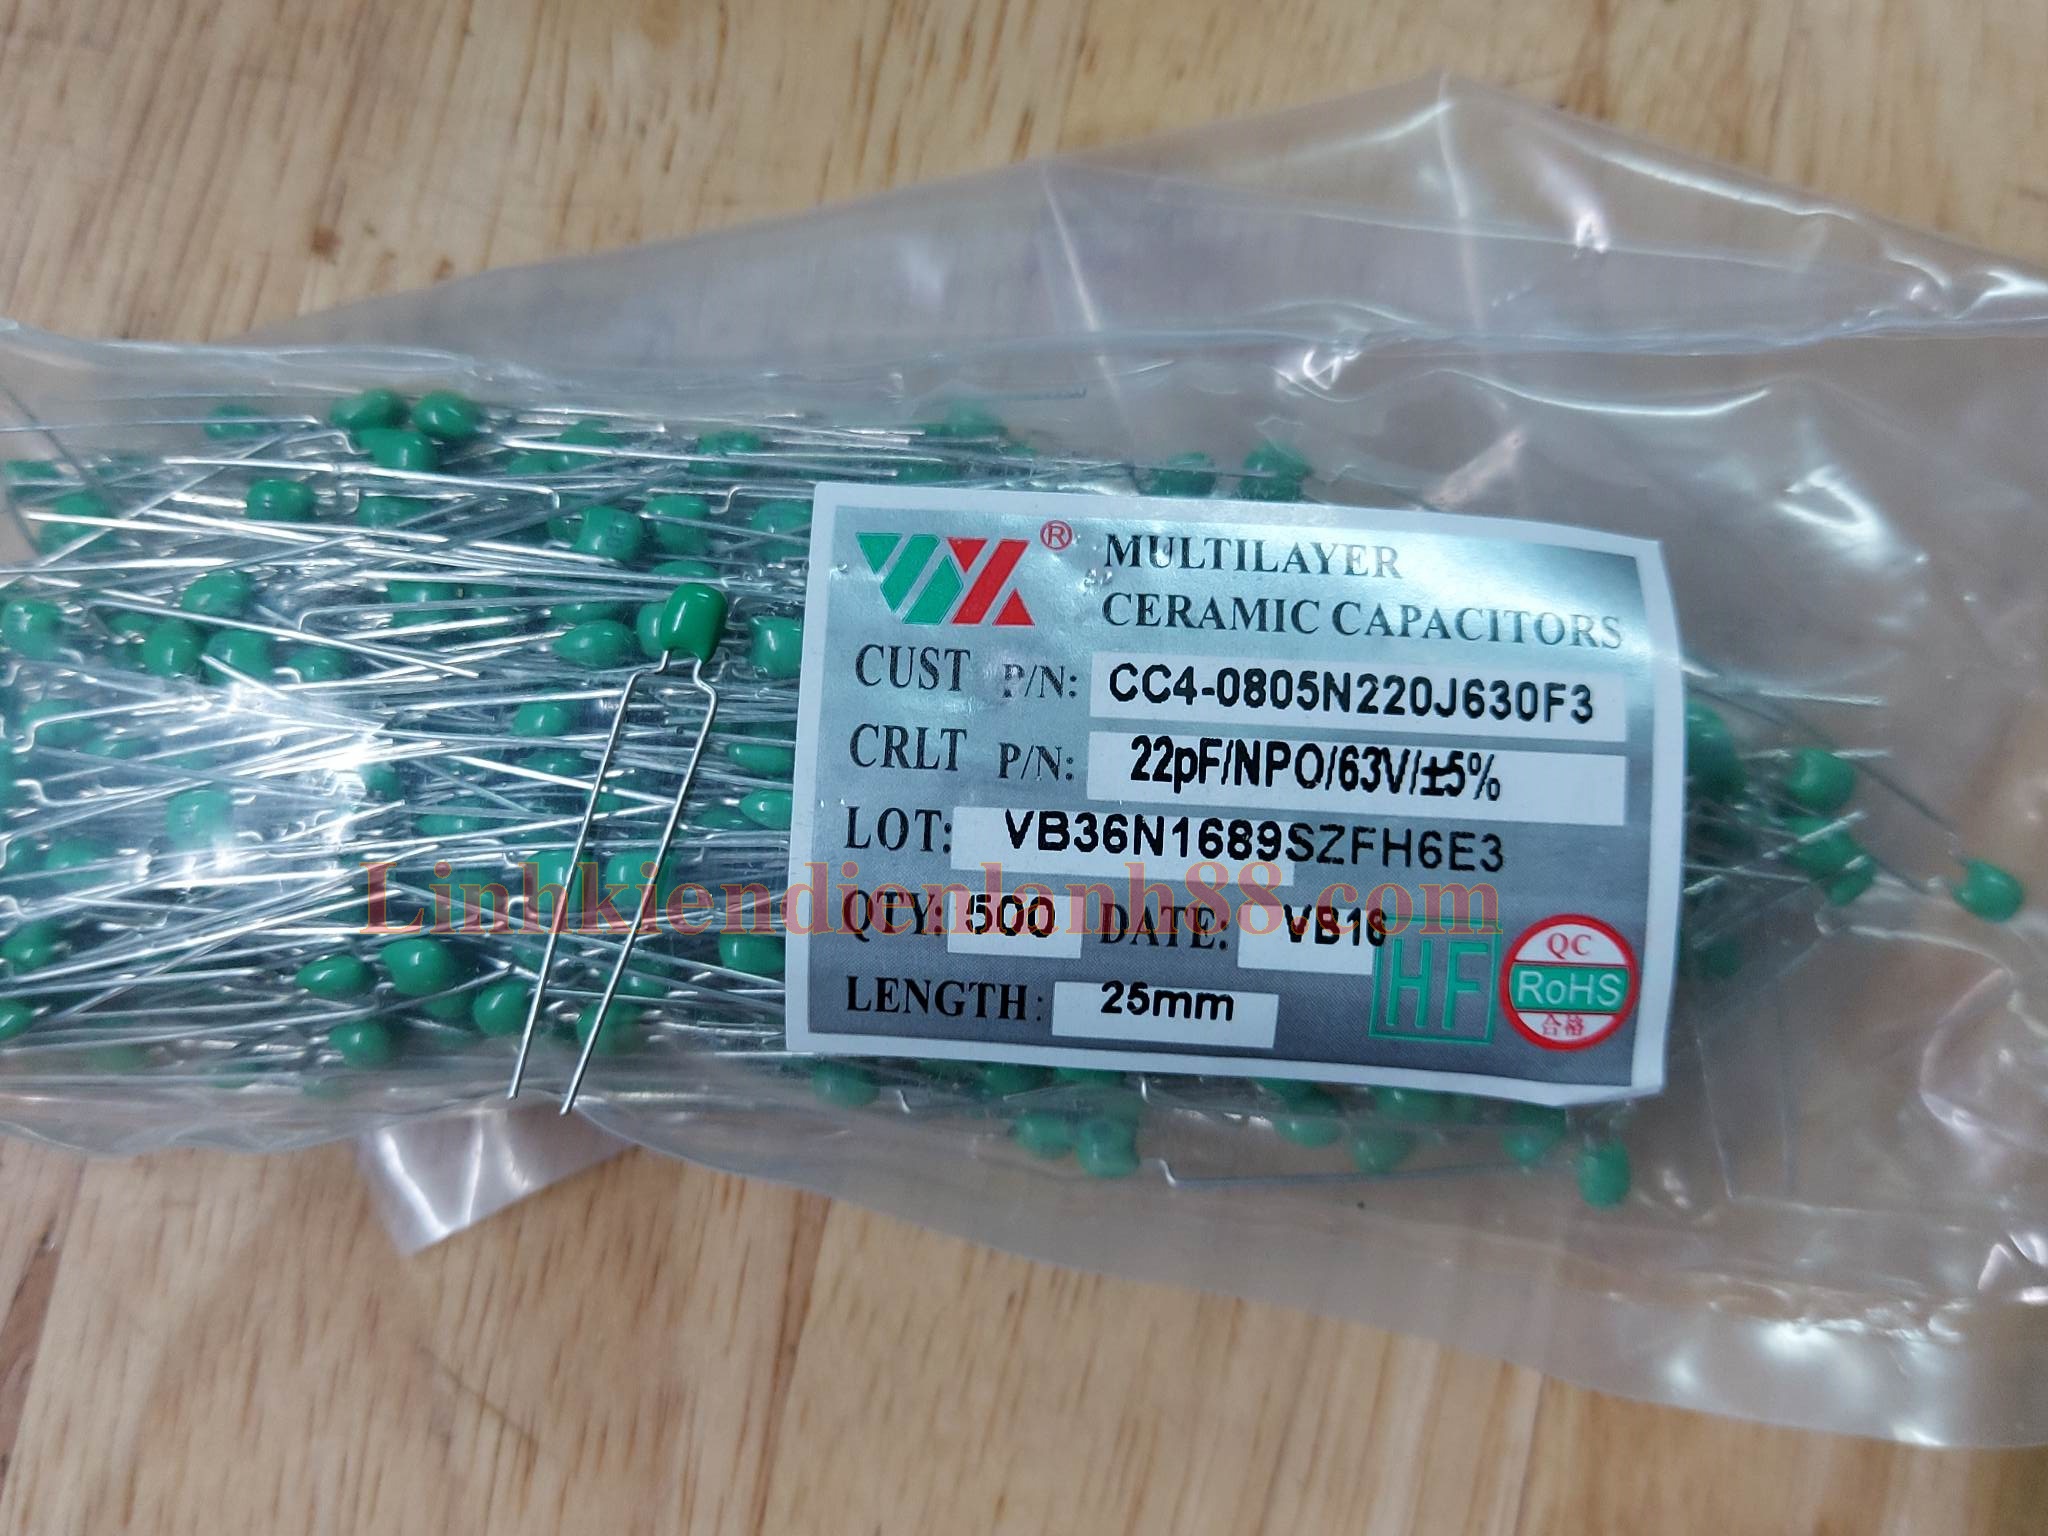 ® MULTILAYER
CERAMIC CAPACITORS
CUST P/N: CC4-0805N220J630F3
CRLT P/N: 22pF/NPO/63V/±5%
LOT: VB36N1689SZFH6E3
Linhkiendienlanh88.com
QTY: 500 DATE: VB16
LENGTH: 25mm
HF
QC
RoHS
合格